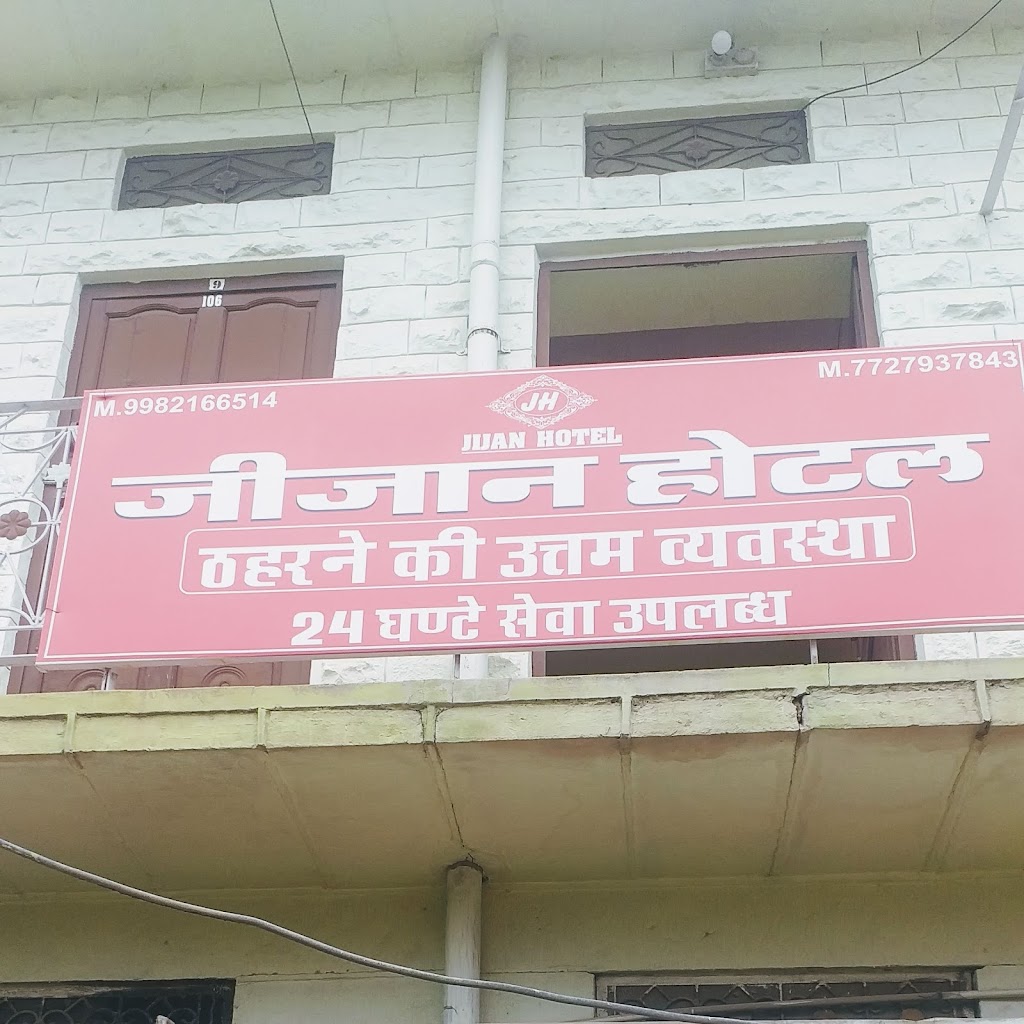 9
106
M.9982166514
M.7727937843
JH
JIJAN HOTEL
जीजान होटल
ठहरने की उत्तम व्यवस्था
24 घण्टे सेवा उपलब्ध